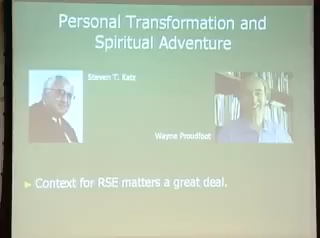 Personal Transformation and
Spiritual Adventure
Steven T. Katz
Wayne Proudfoot
Context for RSE matters a great deal.